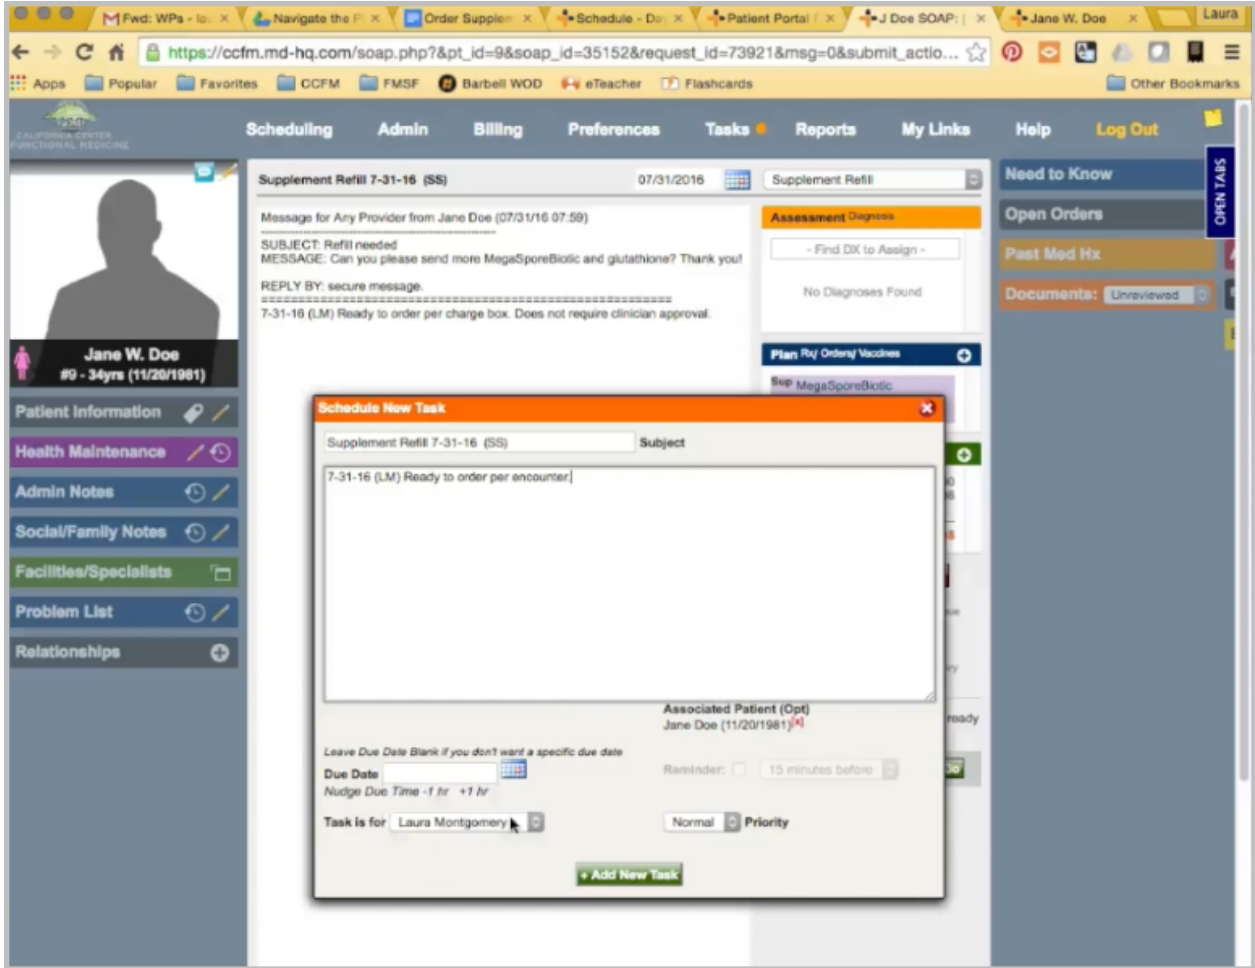 Laura
Fwd: WPs - la: x
Navigate the P x
Order Supplem x
Schedule - Da x
Patient Portal x
J Doe SOAP: x
Jane W. Doe x
https://ccfm.md-hq.com/soap.php?&pt_id=9&soap_id=35152&request_id=73921&msg=0&submit_actio...
Apps Popular Favorites CCFM FMSF Barbell WOD eTeacher Flashcards Other Bookmarks
CALIFORNIA CENTER
FUNCTIONAL MEDICINE
Scheduling Admin Billing Preferences Tasks Reports My Links Help Log Out
OPEN TABS
Jane W. Doe
#9 - 34yrs (11/20/1981)
Patient Information
Health Maintenance
Admin Notes
Social/Family Notes
Facilities/Specialists
Problem List
Relationships
Supplement Refill 7-31-16 (SS) 07/31/2016 Supplement Refill
Message for Any Provider from Jane Doe (07/31/16 07:59)
SUBJECT: Refill needed
MESSAGE: Can you please send more MegaSporeBiotic and glutathione? Thank you!
REPLY BY: secure message.
7-31-16 (LM) Ready to order per charge box. Does not require clinician approval.
Assessment Diagnosis
- Find DX to Assign -
No Diagnoses Found
Plan Rx/ Orders/ Vaccines
Sup MegaSporeBiotic
Need to Know
Open Orders
Past Med Hx
Documents: Unreviewed
Schedule New Task
Supplement Refill 7-31-16 (SS) Subject
7-31-16 (LM) Ready to order per encounter.
Associated Patient (Opt)
Jane Doe (11/20/1981)[x]
Leave Due Date Blank if you don't want a specific due date
Due Date
Reminder: 15 minutes before
Nudge Due Time -1 hr +1 hr
Task is for Laura Montgomery Normal Priority
+ Add New Task
ready